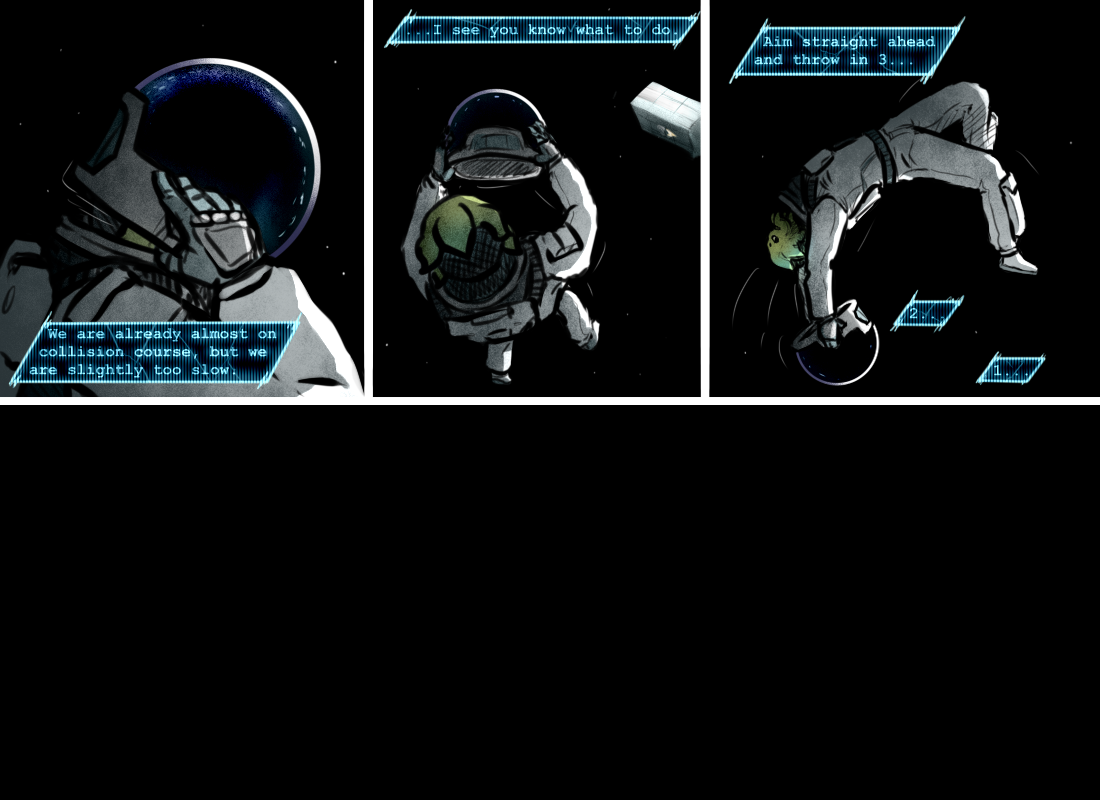 We are already almost on
collision course, but we
are slightly too slow.
...I see you know what to do.
Aim straight ahead
and throw in 3...
2...
1...